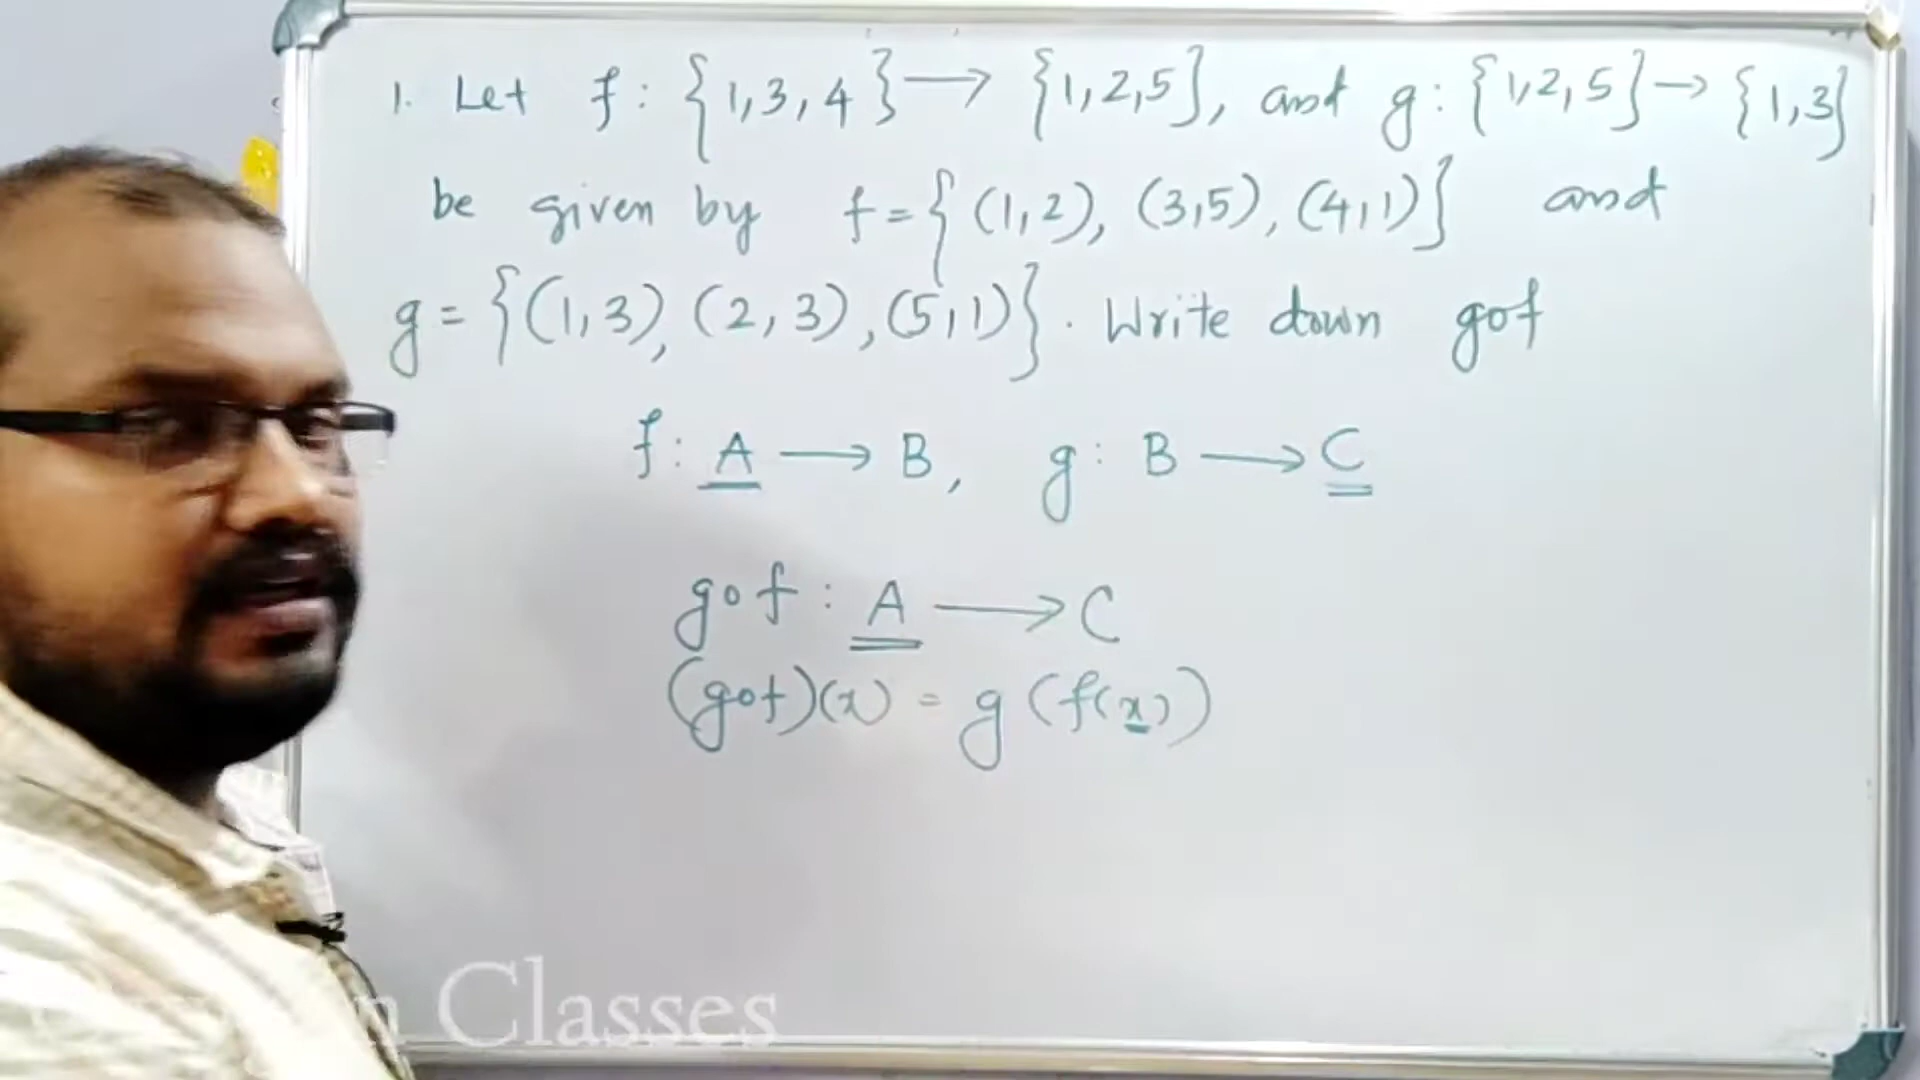 1. Let f: {1,3,4} → {1,2,5}, and g: {1,2,5} → {1,3}
be given by f = {(1,2), (3,5), (4,1)} and
g = {(1,3), (2,3), (5,1)}. Write down gof
f: A → B, g: B → C
gof : A → C
(gof)(x) = g(f(x))
Classes